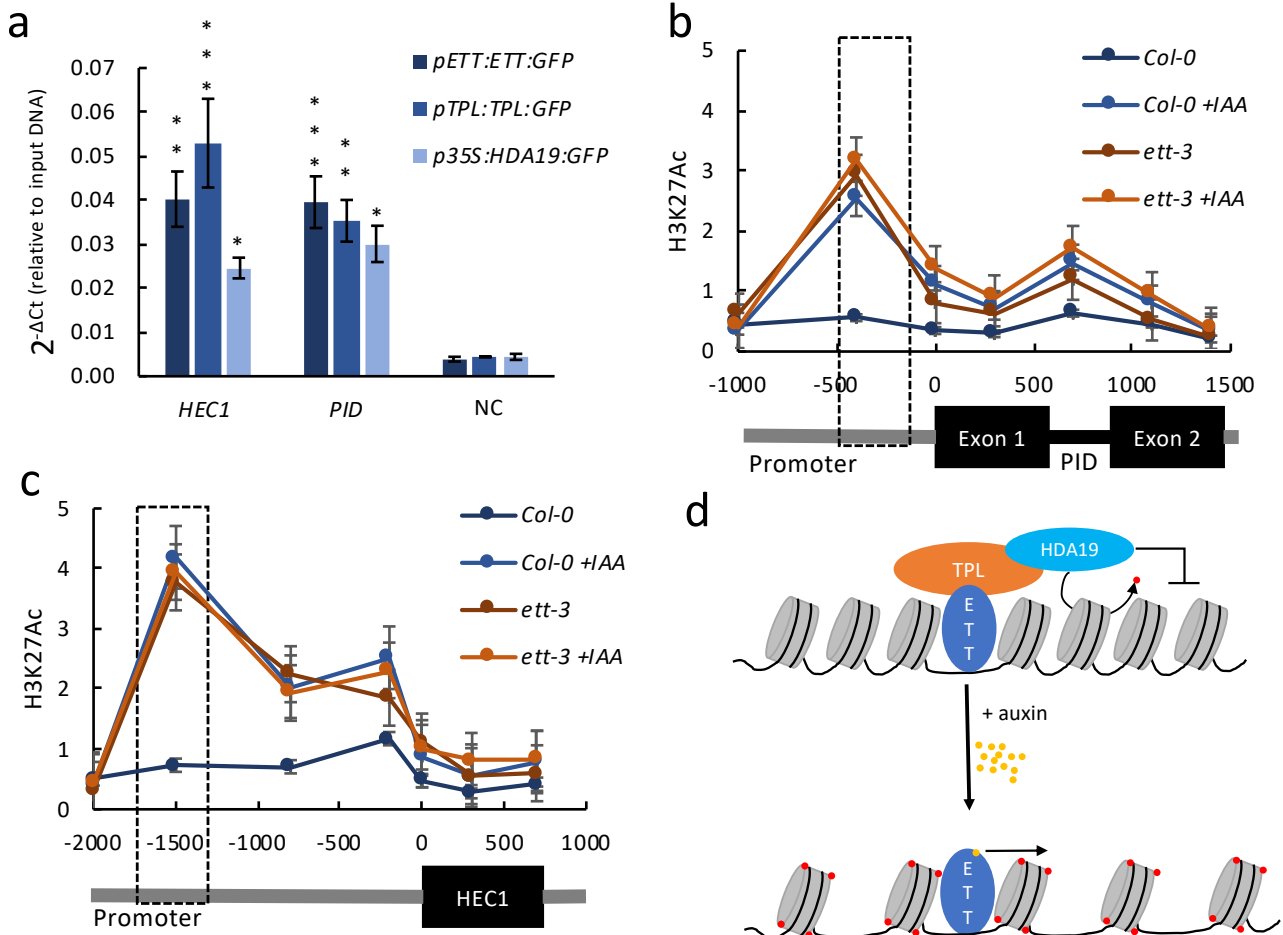 a
2^-ΔCt (relative to input DNA)
0.07
0.06
0.05
0.04
0.03
0.02
0.01
0.00
* *
* * *
*
* * *
* *
*
HEC1
PID
NC
pETT:ETT:GFP
pTPL:TPL:GFP
p35S:HDA19:GFP
b
H3K27Ac
5
4
3
2
1
0
-1000
-500
0
500
1000
1500
Col-0
Col-0 +IAA
ett-3
ett-3 +IAA
Exon 1
Exon 2
Promoter
PID
c
H3K27Ac
5
4
3
2
1
0
-2000
-1500
-1000
-500
0
500
1000
Col-0
Col-0 +IAA
ett-3
ett-3 +IAA
HEC1
Promoter
d
HDA19
TPL
E
T
T
+ auxin
E
T
T